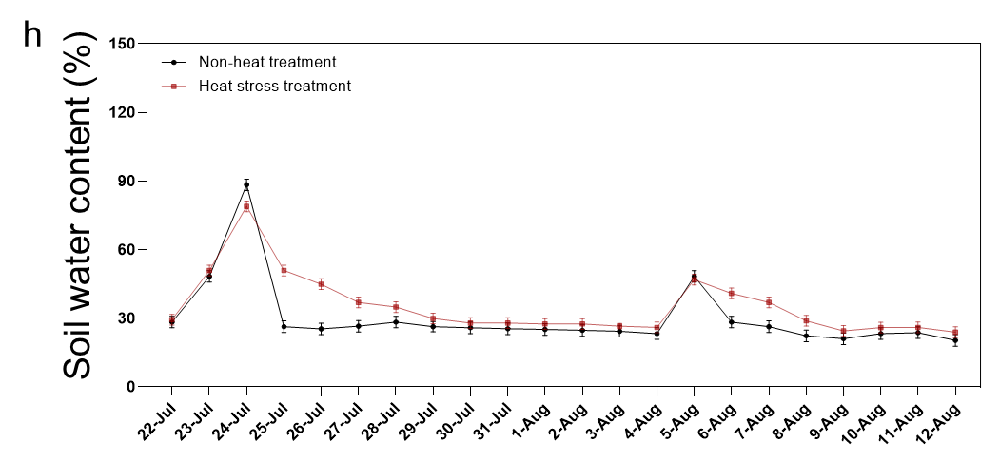 h
Soil water content (%)
150
120
90
60
30
0
Non-heat treatment
Heat stress treatment
22-Jul
23-Jul
24-Jul
25-Jul
26-Jul
27-Jul
28-Jul
29-Jul
30-Jul
31-Jul
1-Aug
2-Aug
3-Aug
4-Aug
5-Aug
6-Aug
7-Aug
8-Aug
9-Aug
10-Aug
11-Aug
12-Aug